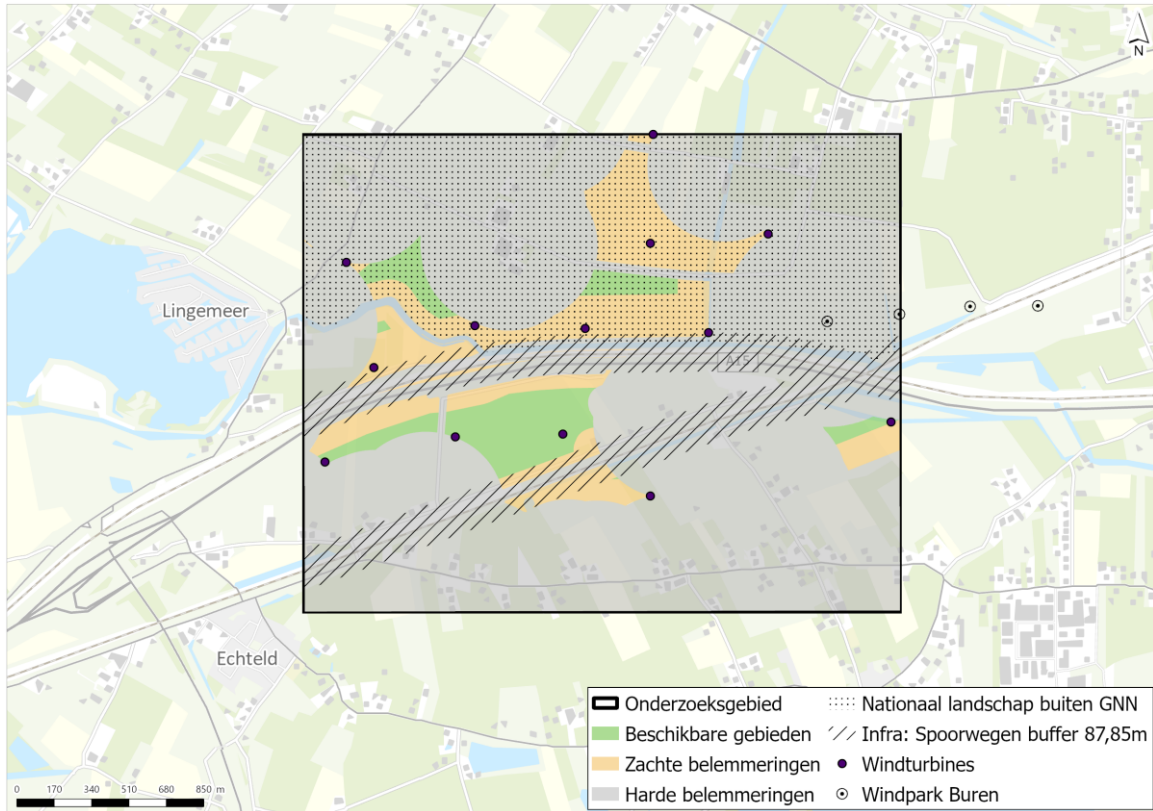 N
Lingemeer
A15
Echteld
Onderzoeksgebied
Beschikbare gebieden
Zachte belemmeringen
Harde belemmeringen
Nationaal landschap buiten GNN
Infra: Spoorwegen buffer 87,85m
Windturbines
Windpark Buren
0 170 340 510 680 850 m